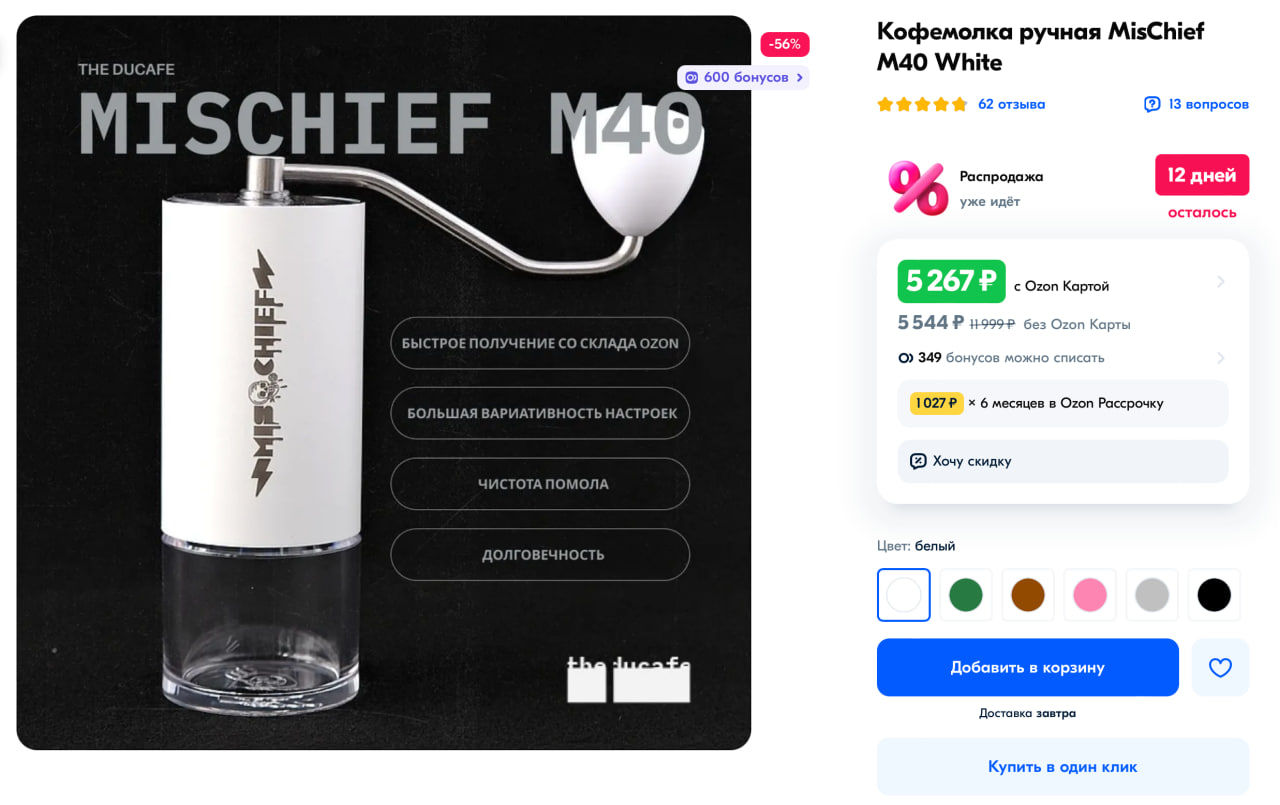 THE DUCAFE
MISCHIEF M40
-56%
600 бонусов
MISCHIEF
БЫСТРОЕ ПОЛУЧЕНИЕ СО СКЛАДА OZON
БОЛЬШАЯ ВАРИАТИВНОСТЬ НАСТРОЕК
ЧИСТОТА ПОМОЛА
ДОЛГОВЕЧНОСТЬ
the ducafe
Кофемолка ручная MisChief
M40 White
62 отзыва
13 вопросов
Распродажа
уже идёт
12 дней
осталось
5 267 ₽ с Ozon Картой
5 544 ₽ 11 999 ₽ без Ozon Карты
349 бонусов можно списать
1 027 ₽ × 6 месяцев в Ozon Рассрочку
Хочу скидку
Цвет: белый
Добавить в корзину
Доставка завтра
Купить в один клик